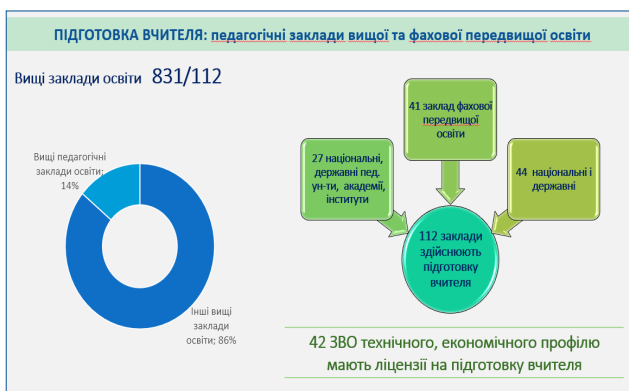 ПІДГОТОВКА ВЧИТЕЛЯ: педагогічні заклади вищої та фахової передвищої освіти
Вищі заклади освіти 831/112
Вищі педагогічні
заклади освіти;
14%
Інші вищі
заклади
освіти; 86%
41 заклад фахової
передвищої
освіти
27 національні,
державні пед.
ун-ти, академії,
інститути
44 національні і
державні
112 заклади
здійснюють
підготовку
вчителя
42 ЗВО технічного, економічного профілю
мають ліцензії на підготовку вчителя